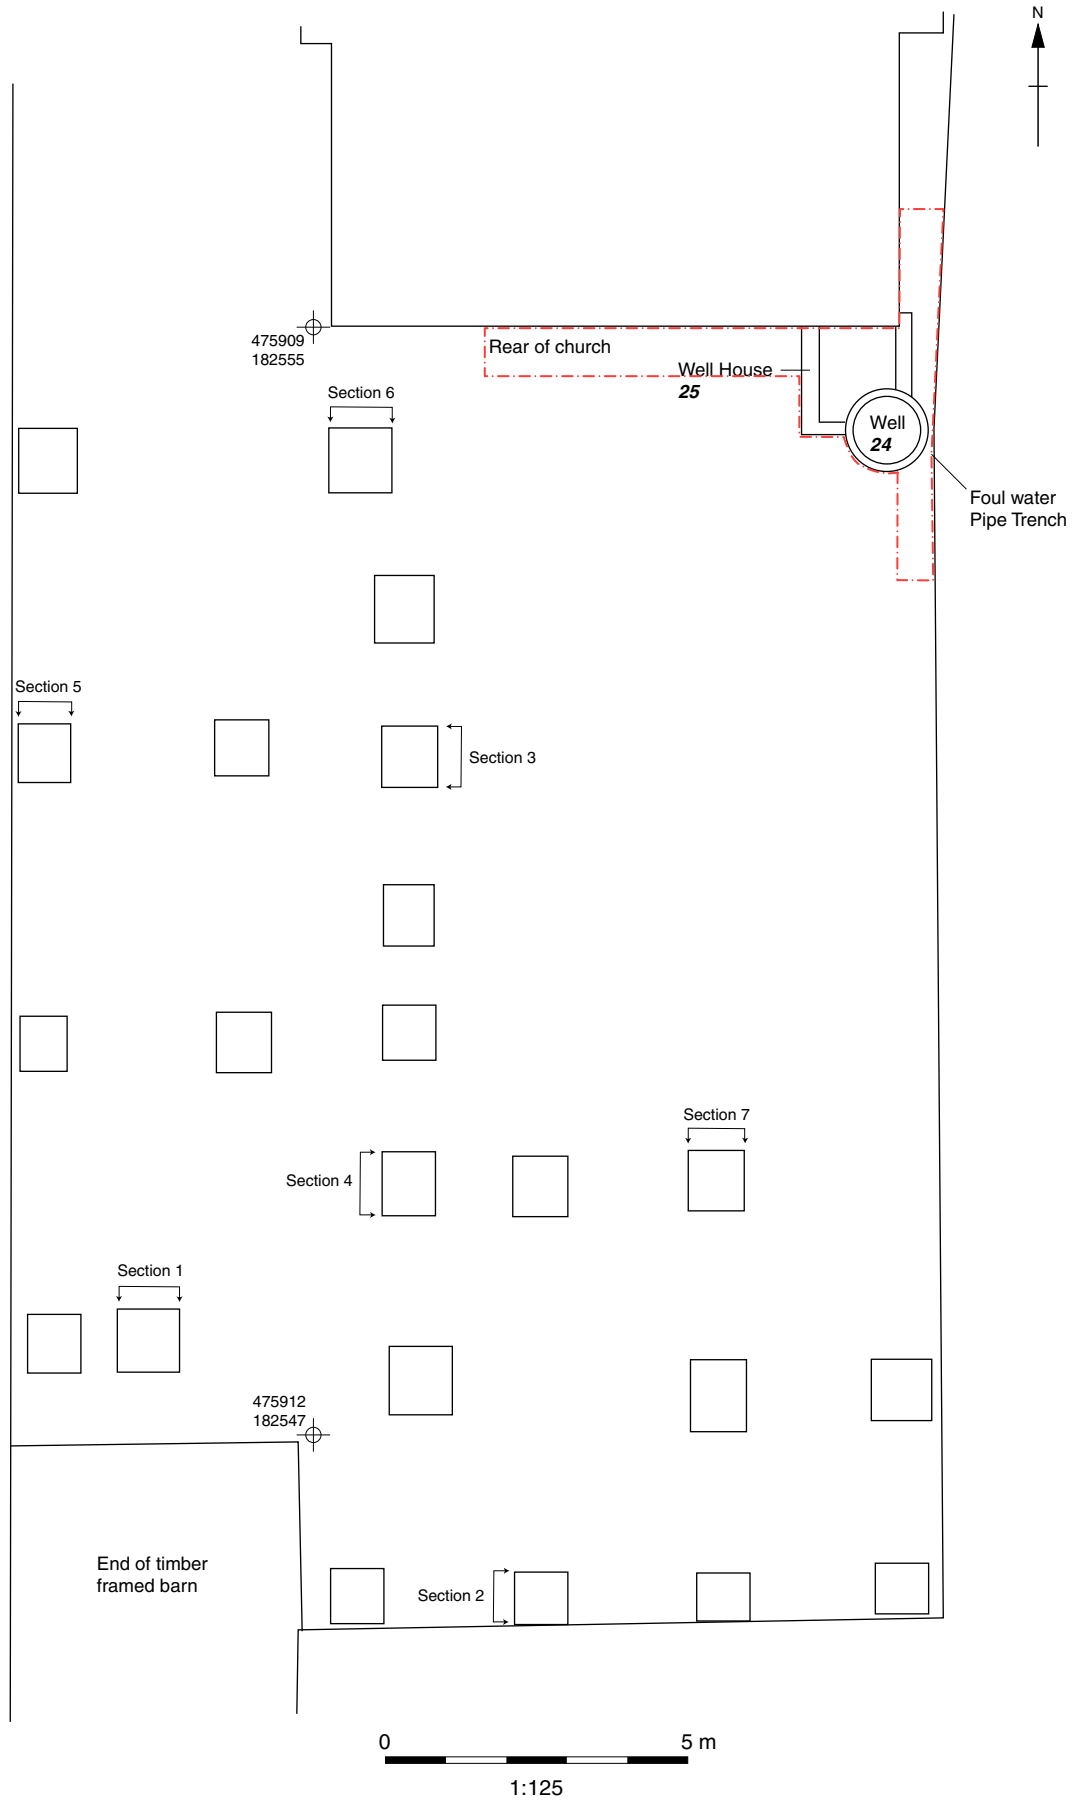 N
475909
182555
Rear of church
Well House
25
Section 6
Well
24
Foul water
Pipe Trench
Section 5
Section 3
Section 7
Section 4
Section 1
475912
182547
End of timber
framed barn
Section 2
0 5 m
1:125